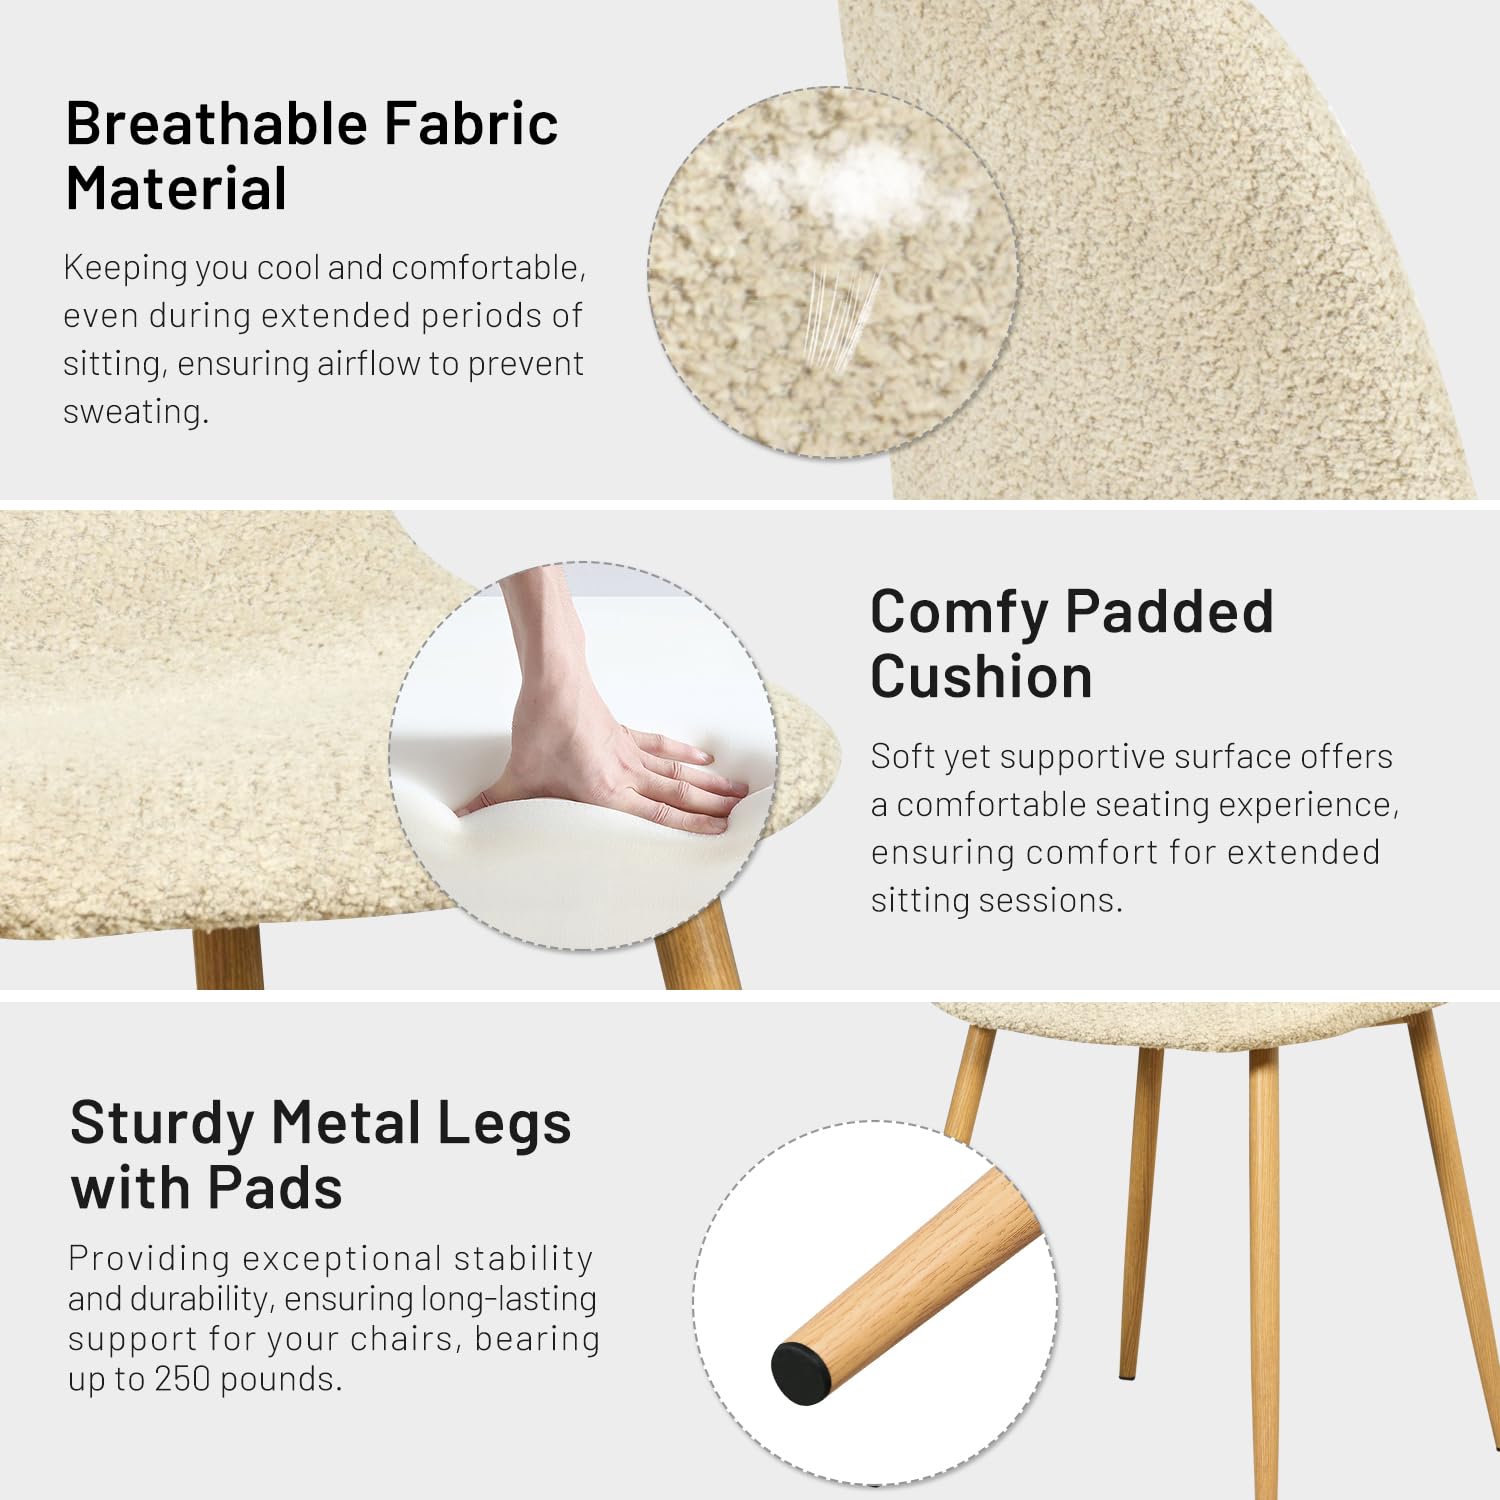 Breathable Fabric
Material
Keeping you cool and comfortable,
even during extended periods of
sitting, ensuring airflow to prevent
sweating.
Comfy Padded
Cushion
Soft yet supportive surface offers
a comfortable seating experience,
ensuring comfort for extended
sitting sessions.
Sturdy Metal Legs
with Pads
Providing exceptional stability
and durability, ensuring long-lasting
support for your chairs, bearing
up to 250 pounds.